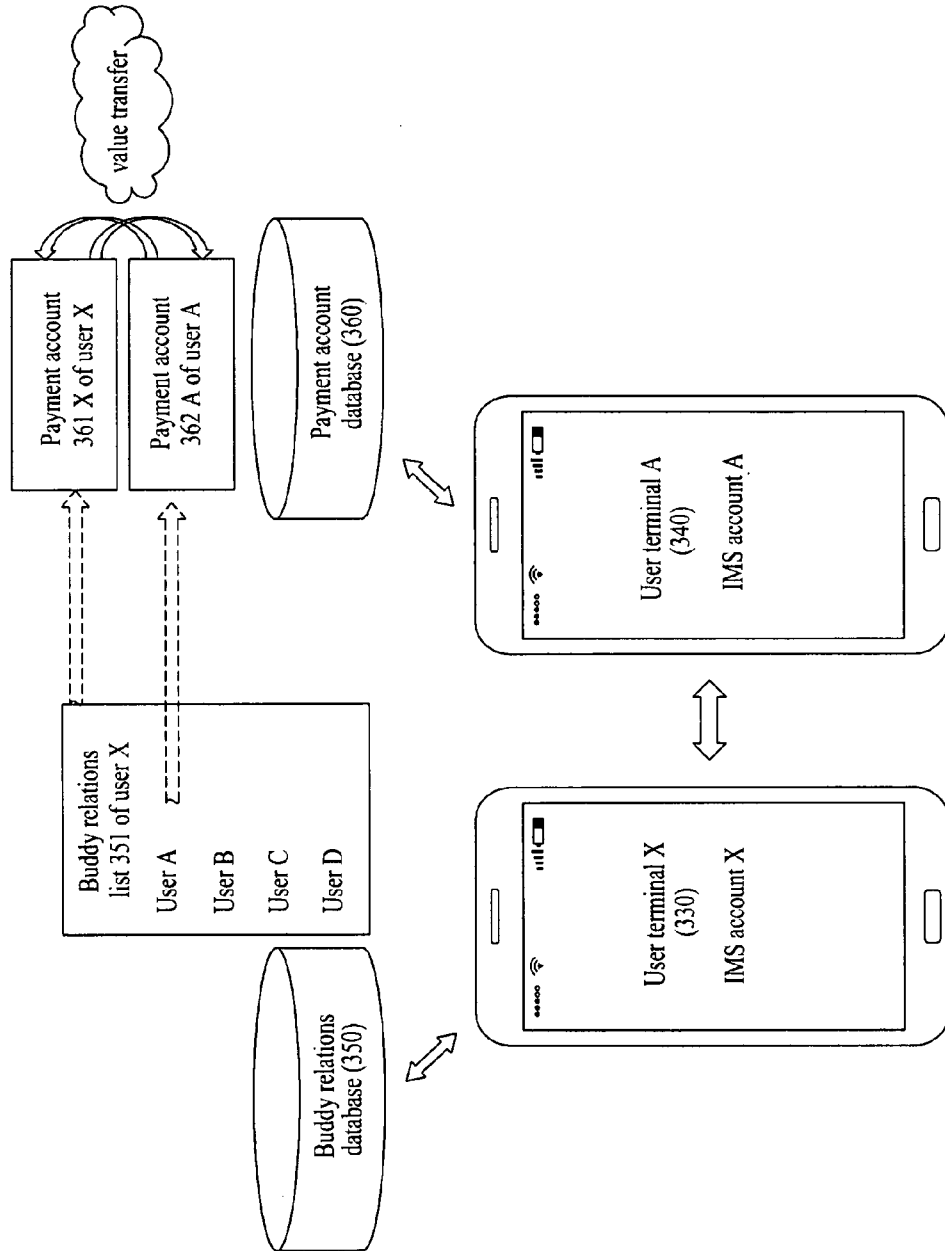 Buddy relations
database (350)
Buddy relations
list 351 of user X
User A
User B
User C
User D
Payment account
361 X of user X
Payment account
362 A of user A
value transfer
Payment account
database (360)
User terminal X
(330)
IMS account X
User terminal A
(340)
IMS account A